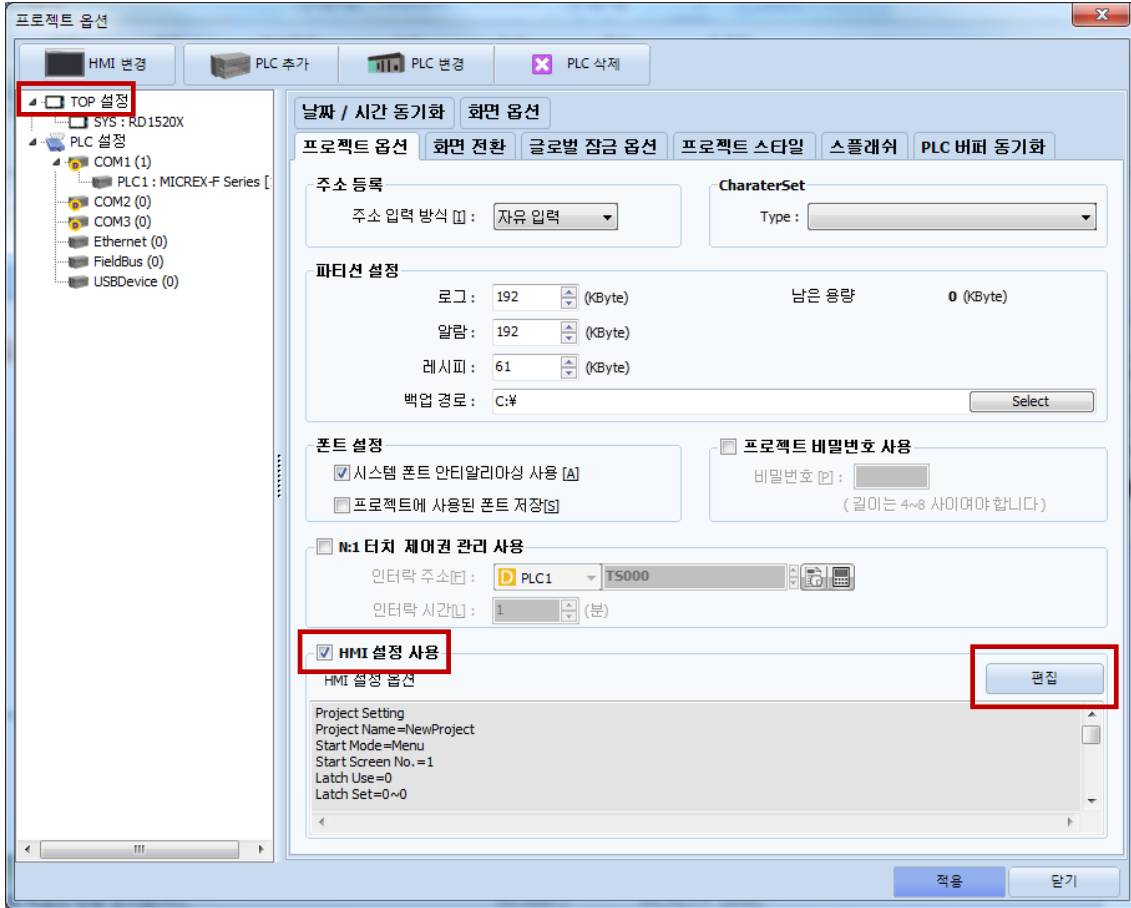 프로젝트 옵션
HMI 변경
PLC 추가
PLC 변경
PLC 삭제
TOP 설정
SYS : RD1520X
PLC 설정
COM1 (1)
PLC1 : MICREX-F Series [
COM2 (0)
COM3 (0)
Ethernet (0)
FieldBus (0)
USBDevice (0)
날짜 / 시간 동기화 화면 옵션
프로젝트 옵션 화면 전환 글로벌 잠금 옵션 프로젝트 스타일 스플래쉬 PLC 버퍼 동기화
주소 등록
주소 입력 방식 [I] : 자유 입력
CharaterSet
Type :
파티션 설정
로그 : 192 (KByte) 남은 용량 0 (KByte)
알람 : 192 (KByte)
레시피 : 61 (KByte)
백업 경로 : C:¥ Select
폰트 설정
시스템 폰트 안티알리아싱 사용 [A]
프로젝트에 사용된 폰트 저장[S]
프로젝트 비밀번호 사용
비밀번호 [P] :
( 길이는 4~8 사이여야 합니다 )
N:1 터치 제어권 관리 사용
인터락 주소[F] : D PLC1 TS000
인터락 시간[L] : 1 (분)
HMI 설정 사용
HMI 설정 옵션
편집
Project Setting
Project Name=NewProject
Start Mode=Menu
Start Screen No.=1
Latch Use=0
Latch Set=0~0
적용 닫기